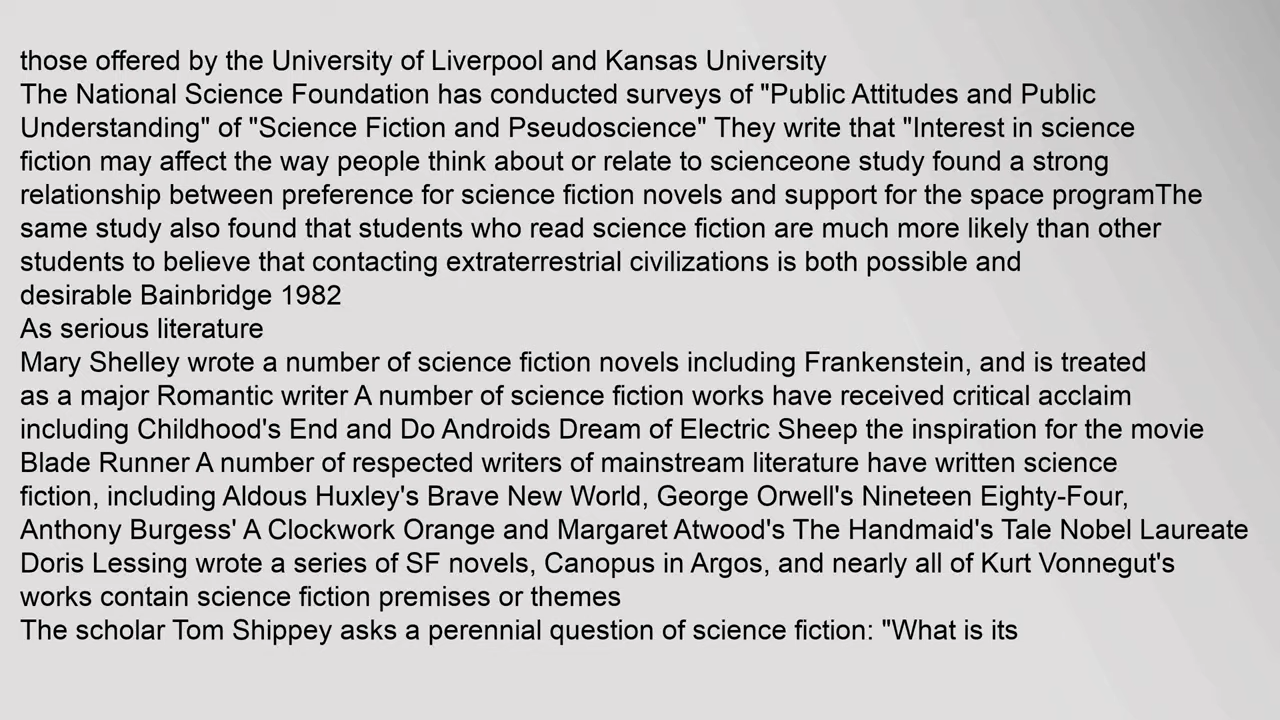 those offered by the University of Liverpool and Kansas University
The National Science Foundation has conducted surveys of "Public Attitudes and Public
Understanding" of "Science Fiction and Pseudoscience" They write that "Interest in science
fiction may affect the way people think about or relate to scienceone study found a strong
relationship between preference for science fiction novels and support for the space programThe
same study also found that students who read science fiction are much more likely than other
students to believe that contacting extraterrestrial civilizations is both possible and
desirable Bainbridge 1982
As serious literature
Mary Shelley wrote a number of science fiction novels including Frankenstein, and is treated
as a major Romantic writer A number of science fiction works have received critical acclaim
including Childhood's End and Do Androids Dream of Electric Sheep the inspiration for the movie
Blade Runner A number of respected writers of mainstream literature have written science
fiction, including Aldous Huxley's Brave New World, George Orwell's Nineteen Eighty-Four,
Anthony Burgess' A Clockwork Orange and Margaret Atwood's The Handmaid's Tale Nobel Laureate
Doris Lessing wrote a series of SF novels, Canopus in Argos, and nearly all of Kurt Vonnegut's
works contain science fiction premises or themes
The scholar Tom Shippey asks a perennial question of science fiction: "What is its